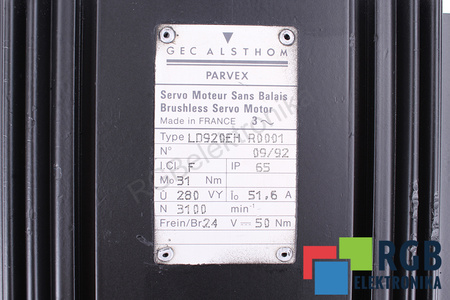 GEC ALSTHOM
PARVEX
Servo Moteur Sans Balais
Brushless Servo Motor
Made in FRANCE 3~
Type LD920EH R0001
N° 09/92
I.Cl F IP 65
Mo 31 Nm
U 280 VY Io 51,6 A
N 3100 min⁻¹
Frein/Br. 24 V 50 Nm
RGBelektronika
RGB
ELEKTRONIKA